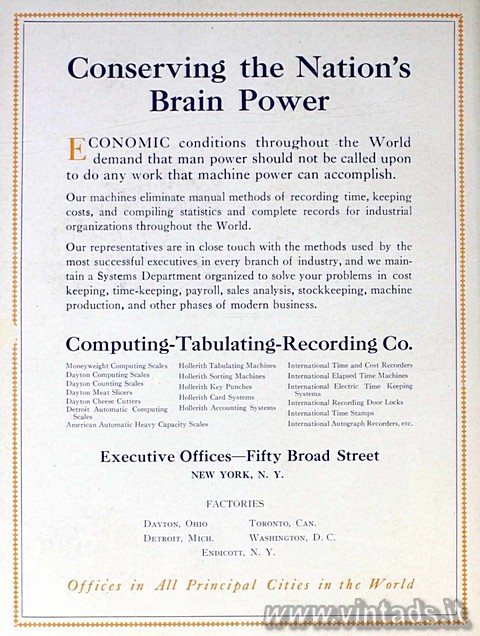 Conserving the Nation's
Brain Power
ECONOMIC conditions throughout the World
demand that man power should not be called upon
to do any work that machine power can accomplish.
Our machines eliminate manual methods of recording time, keeping
costs, and compiling statistics and complete records for industrial
organizations throughout the World.
Our representatives are in close touch with the methods used by the
most successful executives in every branch of industry, and we main-
tain a Systems Department organized to solve your problems in cost
keeping, time-keeping, payroll, sales analysis, stockkeeping, machine
production, and other phases of modern business.
Computing-Tabulating-Recording Co.
Moneyweight Computing Scales
Dayton Computing Scales
Dayton Counting Scales
Dayton Meat Slicers
Dayton Cheese Cutters
Detroit Automatic Computing
Scales
American Automatic Heavy Capacity Scales
Hollerith Tabulating Machines
Hollerith Sorting Machines
Hollerith Key Punches
Hollerith Card Systems
Hollerith Accounting Systems
International Time and Cost Recorders
International Elapsed Time Machines
International Electric Time Keeping
Systems
International Recording Door Locks
International Time Stamps
International Autograph Recorders, etc.
Executive Offices—Fifty Broad Street
NEW YORK, N. Y.
FACTORIES
DAYTON, OHIO
DETROIT, MICH.
TORONTO, CAN.
WASHINGTON, D. C.
ENDICOTT, N. Y.
Offices in All Principal Cities in the World
www.vintads.it